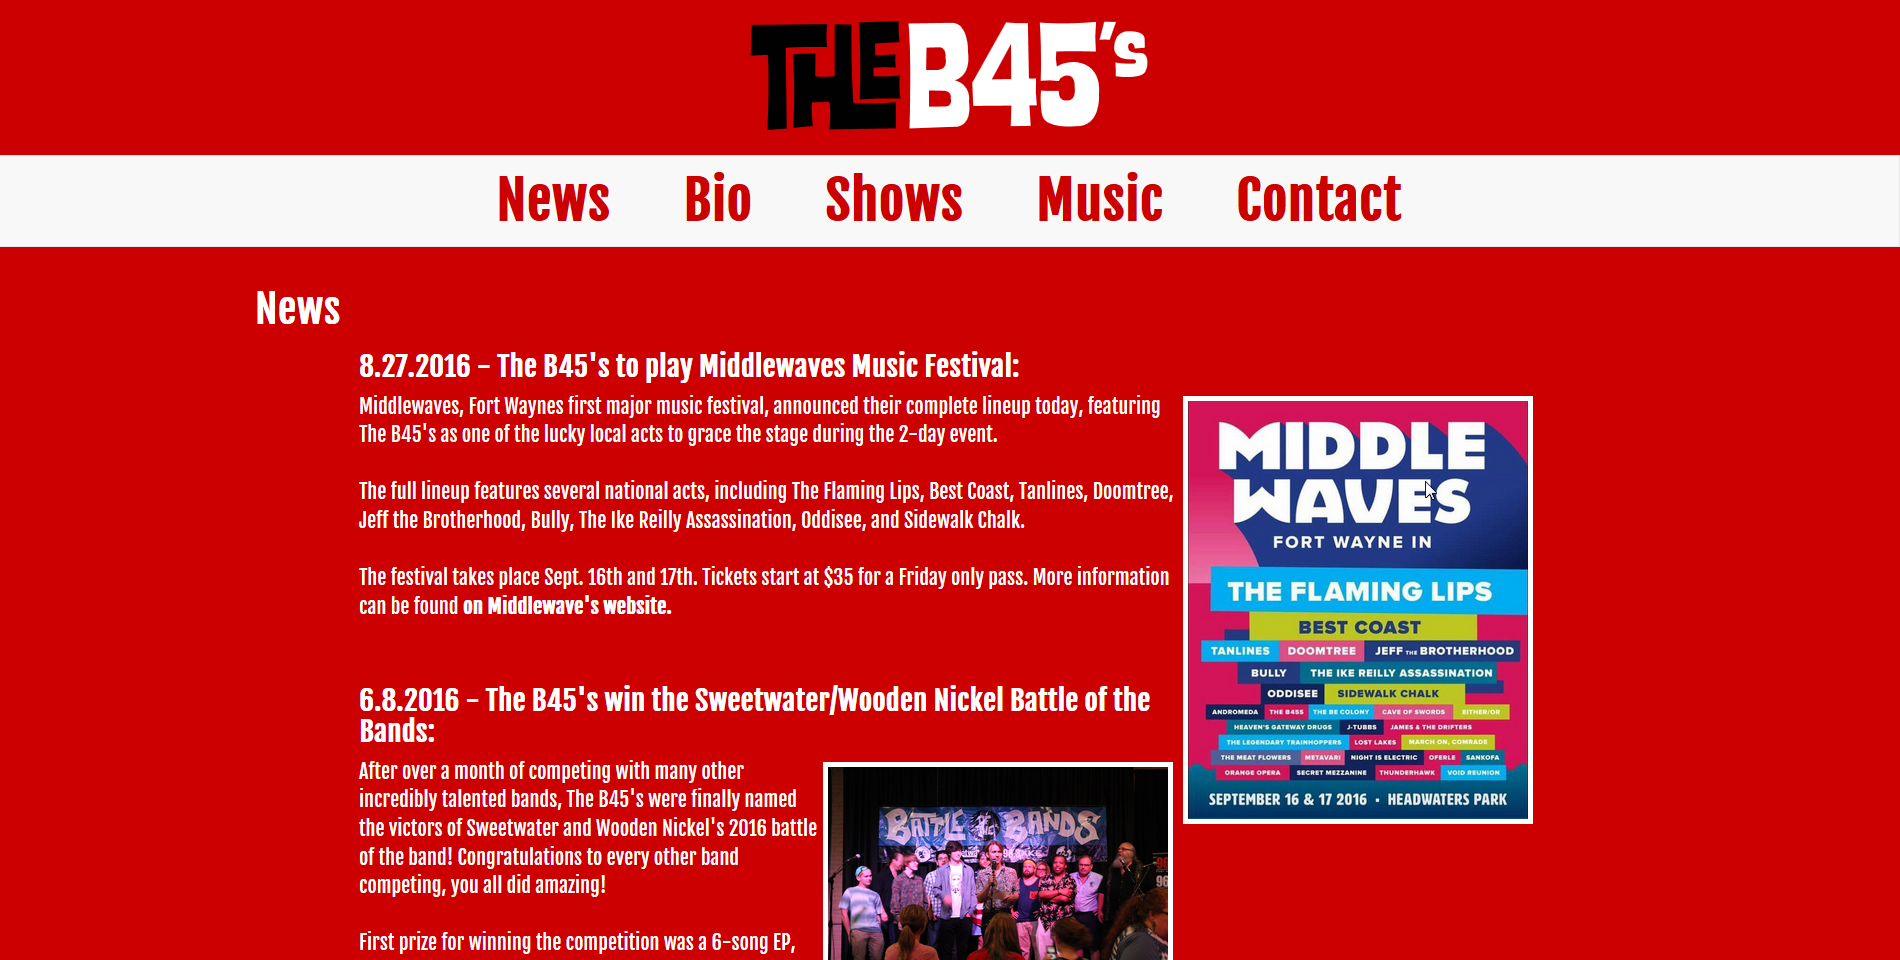 THE B45's
News Bio Shows Music Contact
News
8.27.2016 - The B45's to play Middlewaves Music Festival:
Middlewaves, Fort Waynes first major music festival, announced their complete lineup today, featuring
The B45's as one of the lucky local acts to grace the stage during the 2-day event.
The full lineup features several national acts, including The Flaming Lips, Best Coast, Tanlines, Doomtree,
Jeff the Brotherhood, Bully, The Ike Reilly Assassination, Oddisee, and Sidewalk Chalk.
The festival takes place Sept. 16th and 17th. Tickets start at $35 for a Friday only pass. More information
can be found on Middlewave's website.
MIDDLE
WAVES
FORT WAYNE IN
THE FLAMING LIPS
BEST COAST
TANLINES DOOMTREE JEFF THE BROTHERHOOD
BULLY THE IKE REILLY ASSASSINATION
ODDISEE SIDEWALK CHALK
ANDROMEDA THE B45S THE BE COLONY CAVE OF SWORDS EITHER/OR
HEAVEN'S GATEWAY DRUGS J-TUBBS JAMES & THE DRIFTERS
THE LEGENDARY TRAINHOPPERS LOST LAKES MARCH ON, COMRADE
THE MEAT FLOWERS METAVARI NIGHT IS ELECTRIC OFERLE SANKOFA
ORANGE OPERA SECRET MEZZANINE THUNDERHAWK VOID REUNION
SEPTEMBER 16 & 17 2016 · HEADWATERS PARK
6.8.2016 - The B45's win the Sweetwater/Wooden Nickel Battle of the
Bands:
After over a month of competing with many other
incredibly talented bands, The B45's were finally named
the victors of Sweetwater and Wooden Nickel's 2016 battle
of the band! Congratulations to every other band
competing, you all did amazing!
First prize for winning the competition was a 6-song EP,
BATTLE OF THE BANDS